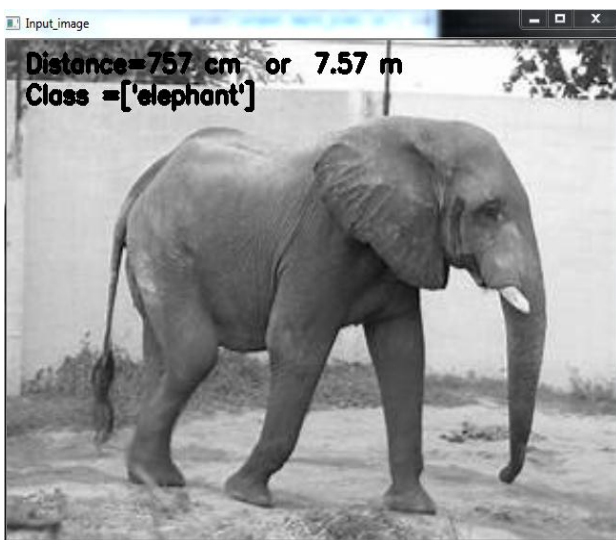 Input_image
Distance=757 cm or 7.57 m
Class =['elephant']